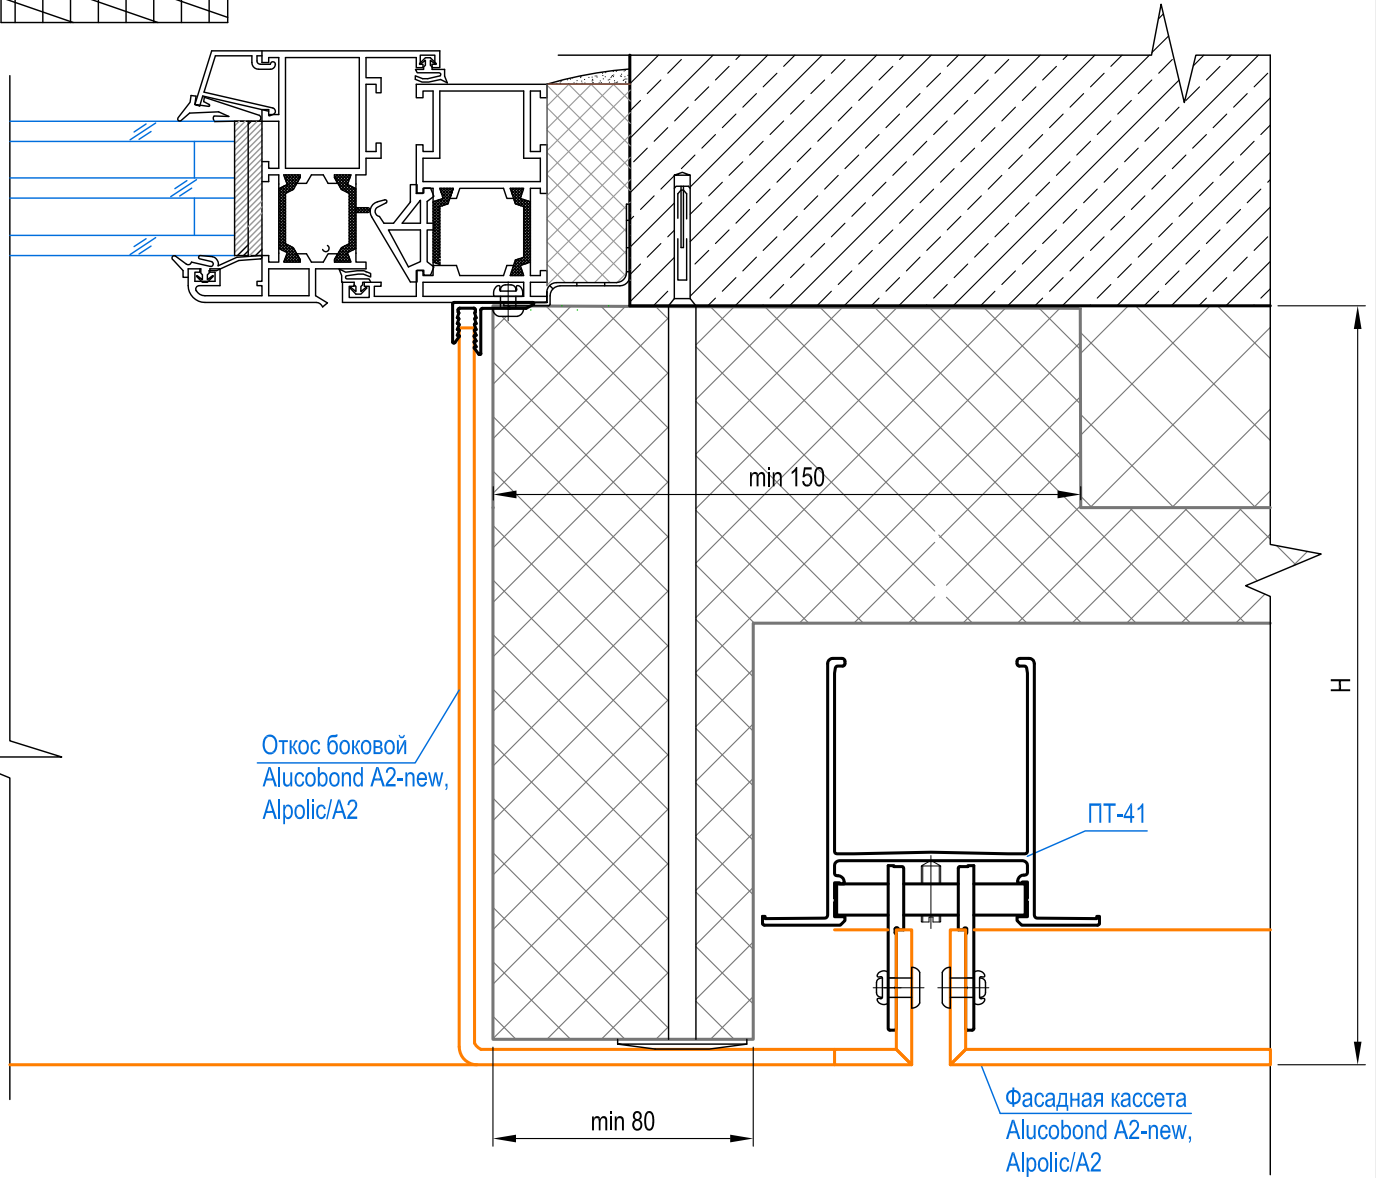 min 150
H
Откос боковой
Alucobond A2-new,
Alpolic/A2
ПТ-41
min 80
Фасадная кассета
Alucobond A2-new,
Alpolic/A2